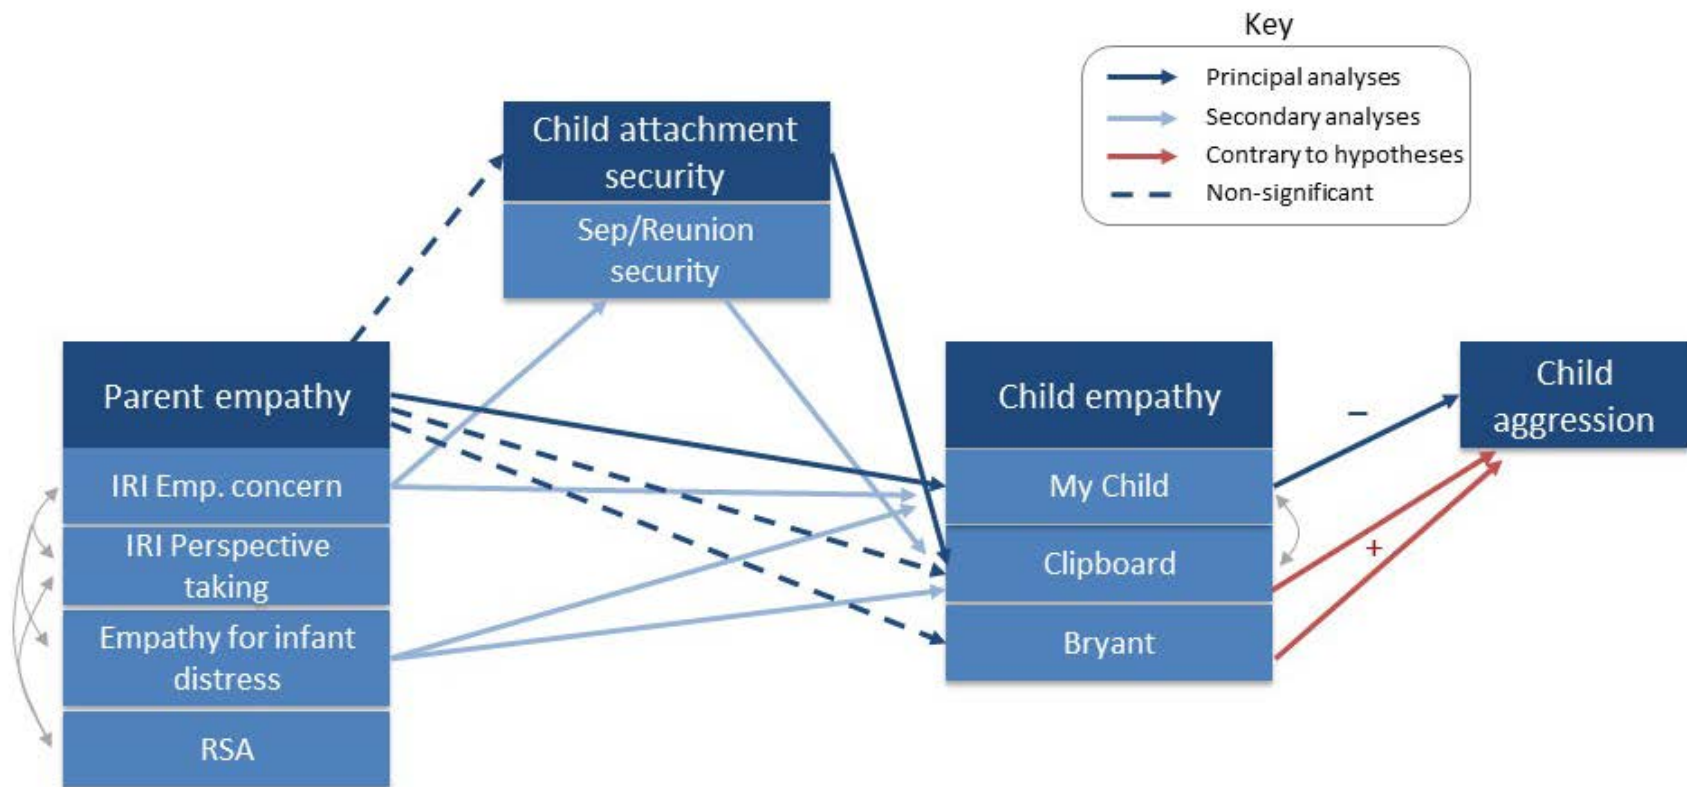 Key
Principal analyses
Secondary analyses
Contrary to hypotheses
Non-significant
Child attachment
security
Sep/Reunion
security
Parent empathy
IRI Emp. concern
IRI Perspective
taking
Empathy for infant
distress
RSA
Child empathy
My Child
Clipboard
Bryant
–
+
Child
aggression